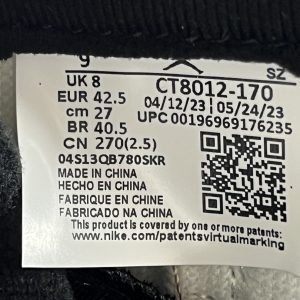 9 SZ
UK 8 CT8012-170
EUR 42.5 04/12/23 | 05/24/23
cm 27 UPC 00196969176235
BR 40.5
CN 270(2.5)
04S13QB780SKR
MADE IN CHINA
HECHO EN CHINA
FABRIQUE EN CHINE
FABRICADO NA CHINA
This product is covered by one or more
www.nike.com/patentsvirtualmarking